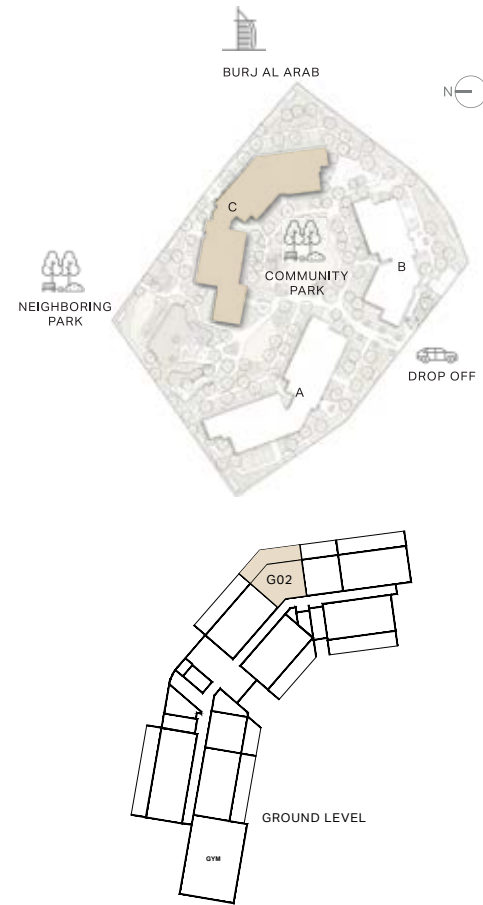 BURJ AL ARAB
N
C
COMMUNITY
PARK
B
NEIGHBORING
PARK
DROP OFF
A
G02
GROUND LEVEL
GYM